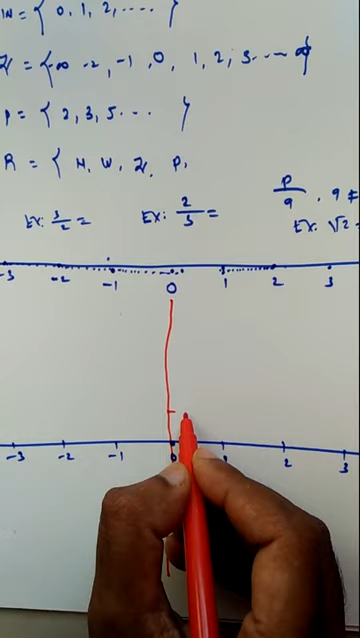 W = { 0, 1, 2, ..... }
Z = { -∞ -2, -1, 0, 1, 2, 3 ... ∞ }
P = { 2, 3, 5 ... }
R = { N, W, Z, P,
p/q , q ≠
Ex: 3/2 = Ex: 2/3 = Ex: √2 =
-3 -2 -1 0 1 2 3
-3 -2 -1 0 2 3